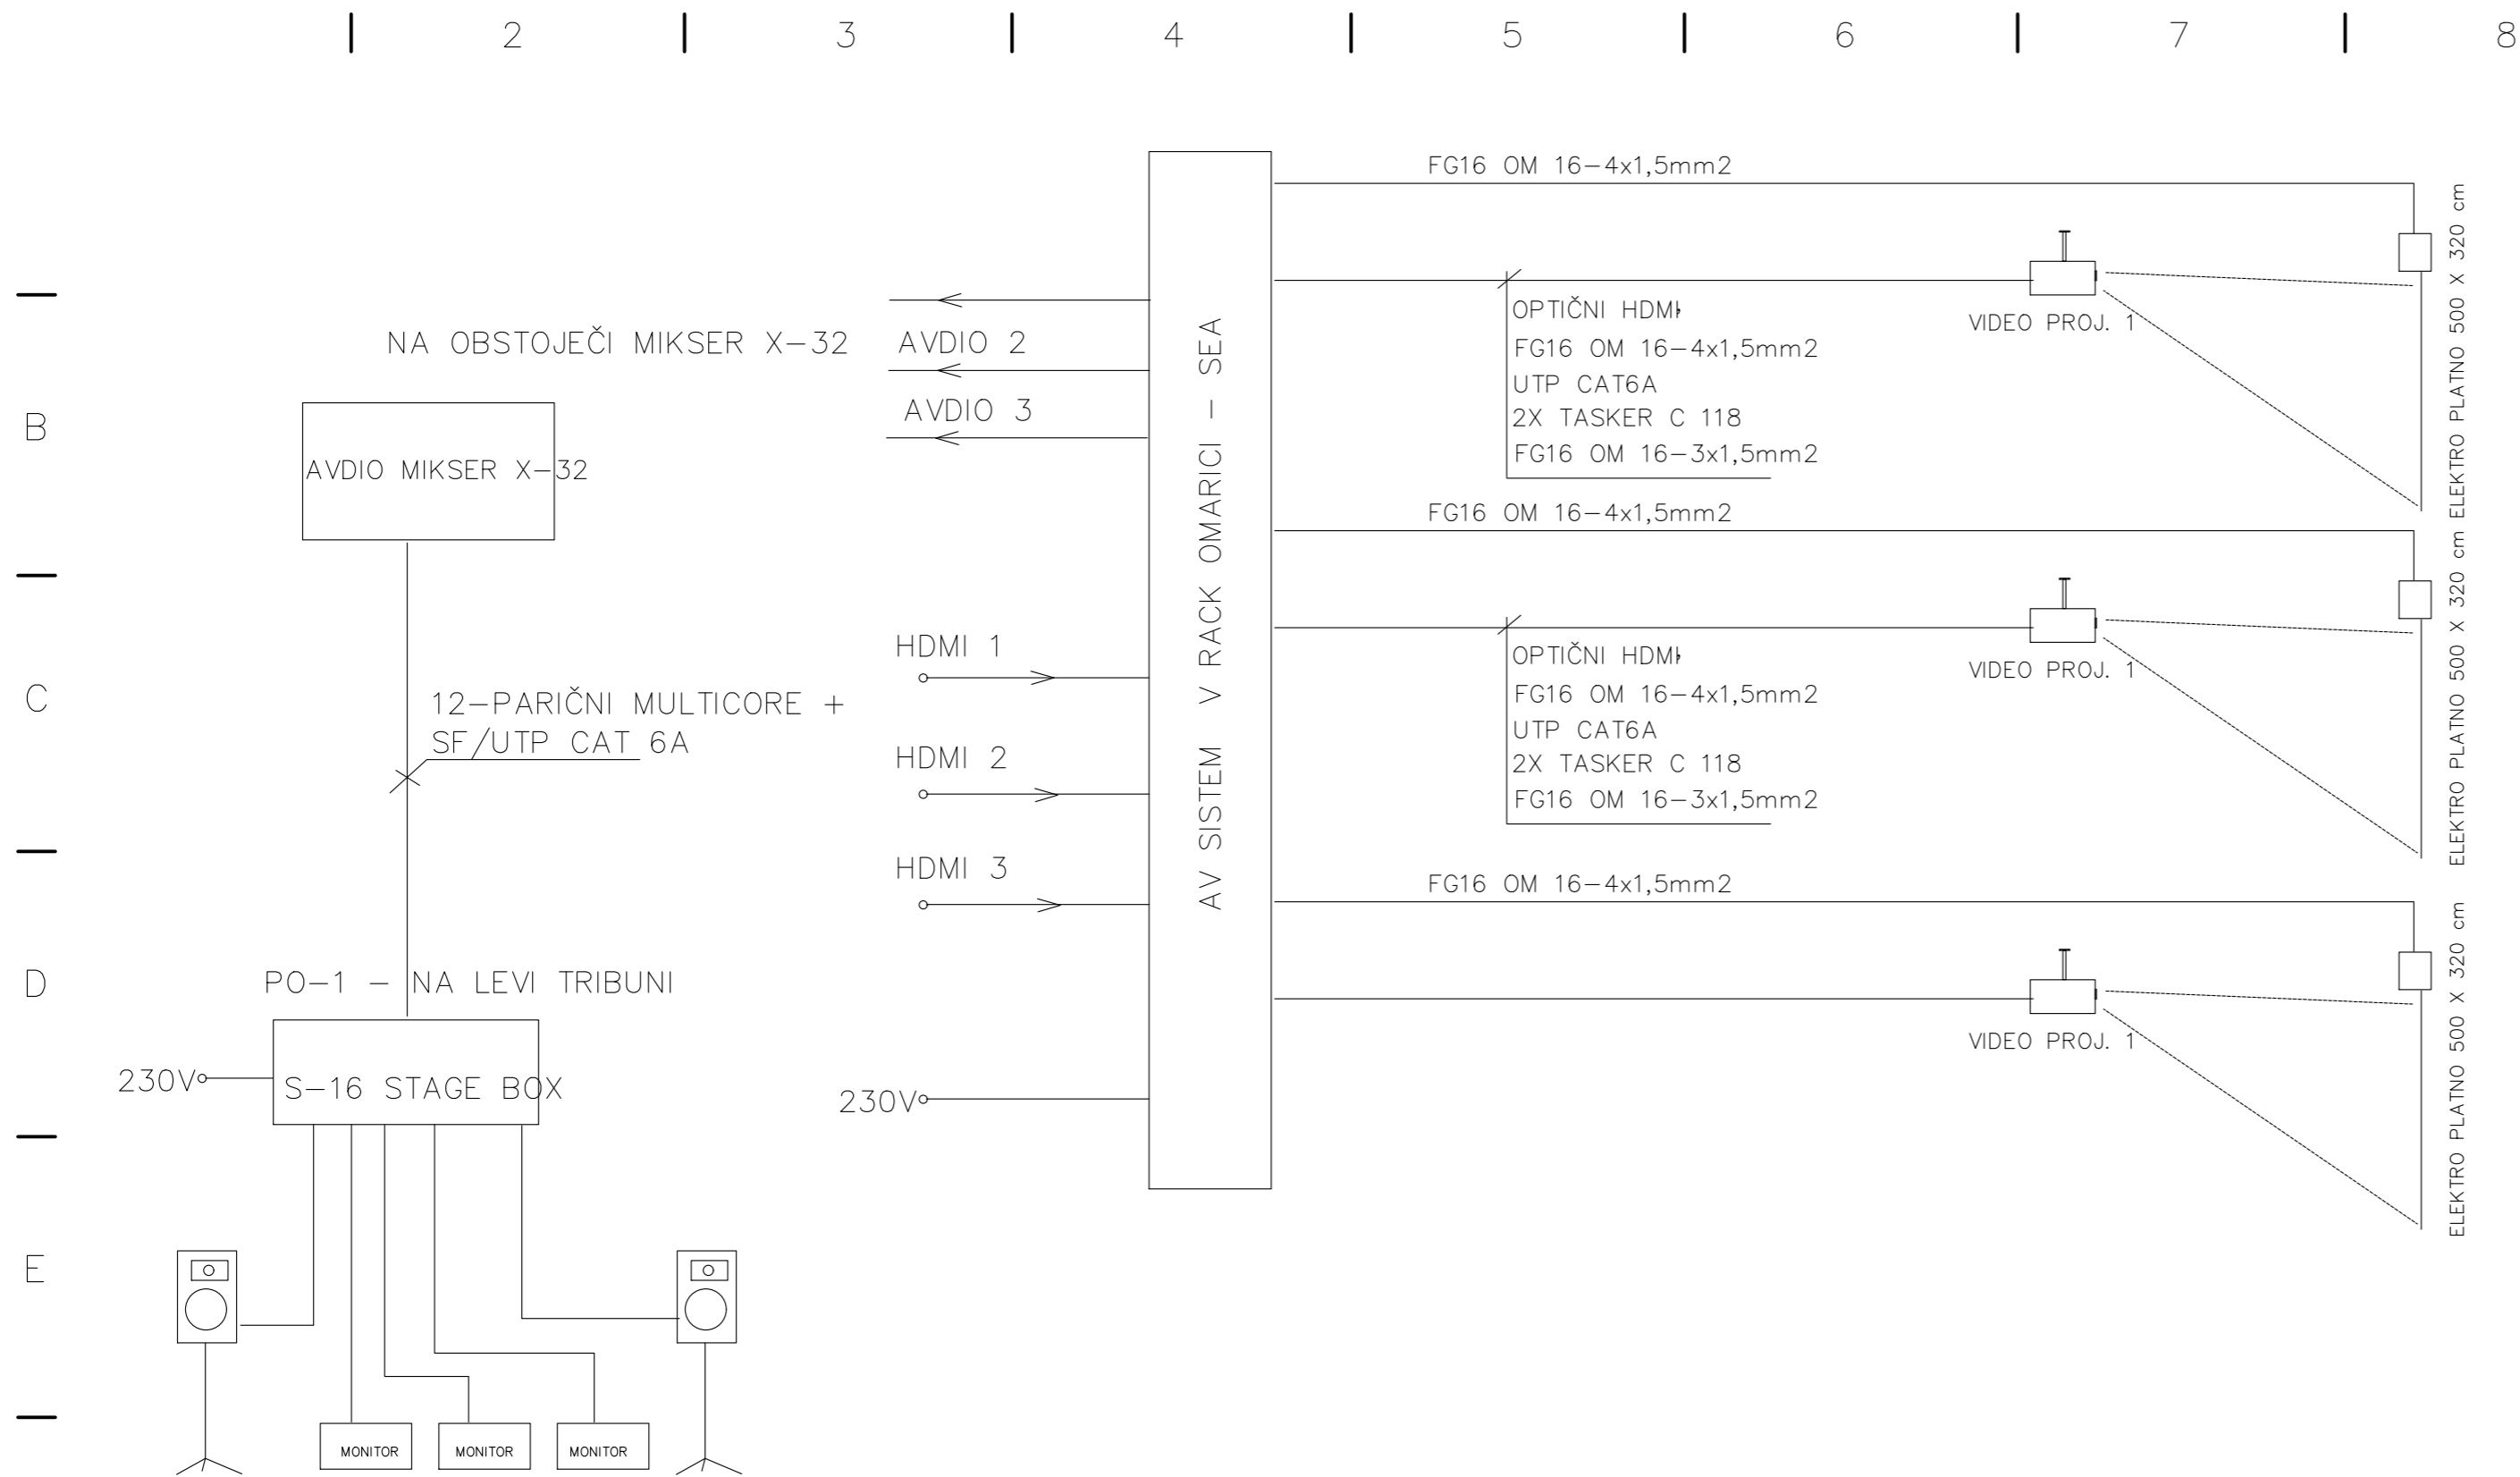 2 3 4 5 6 7 8
B
C
D
E
NA OBSTOJEČI MIKSER X-32
AVDIO 2
AVDIO 3
AVDIO MIKSER X-32
12-PARIČNI MULTICORE +
SF/UTP CAT 6A
PO-1 - NA LEVI TRIBUNI
230V
S-16 STAGE BOX
MONITOR
MONITOR
MONITOR
HDMI 1
HDMI 2
HDMI 3
230V
AV SISTEM V RACK OMARICI - SEA
FG16 OM 16-4x1,5mm2
OPTIČNI HDMI
FG16 OM 16-4x1,5mm2
UTP CAT6A
2X TASKER C 118
FG16 OM 16-3x1,5mm2
VIDEO PROJ. 1
ELEKTRO PLATNO 500 X 320 cm
FG16 OM 16-4x1,5mm2
OPTIČNI HDMI
FG16 OM 16-4x1,5mm2
UTP CAT6A
2X TASKER C 118
FG16 OM 16-3x1,5mm2
VIDEO PROJ. 1
ELEKTRO PLATNO 500 X 320 cm
FG16 OM 16-4x1,5mm2
VIDEO PROJ. 1
ELEKTRO PLATNO 500 X 320 cm